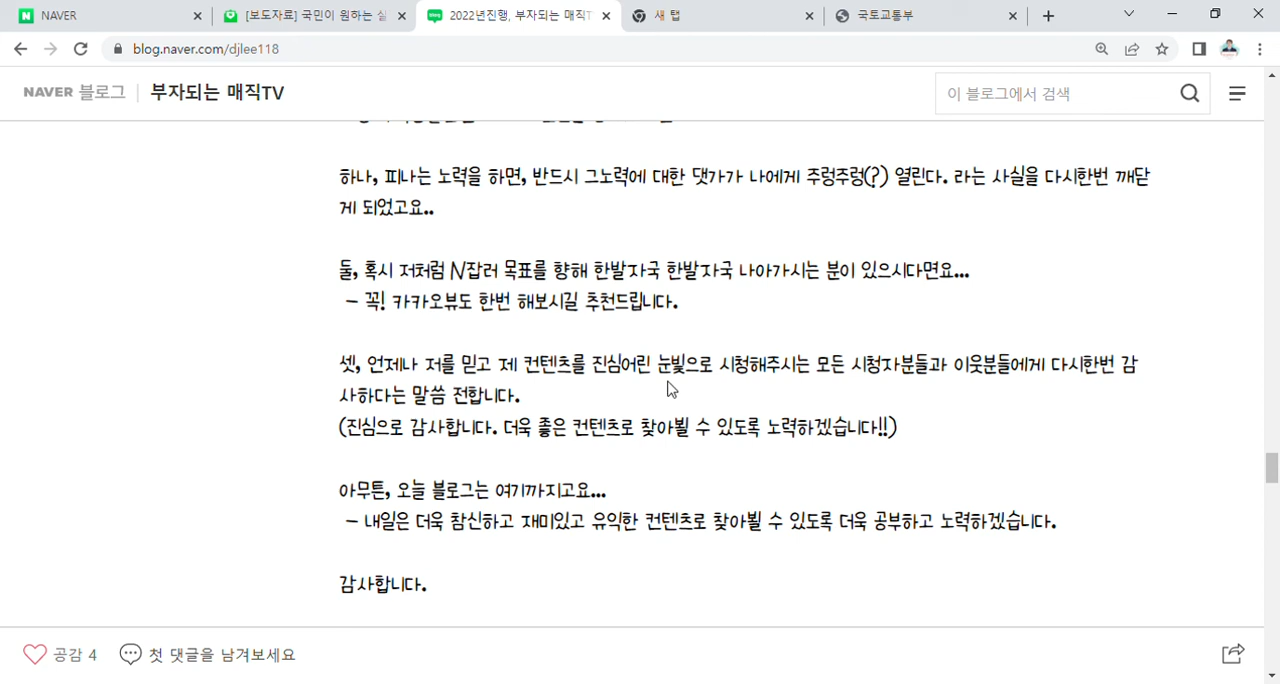 NAVER
[보도자료] 국민이 원하는 실
2022년진행, 부자되는 매직T
새 탭
국토교통부
blog.naver.com/djlee118
NAVER 블로그
부자되는 매직TV
이 블로그에서 검색
하나, 피나는 노력을 하면, 반드시 그노력에 대한 댓가가 나에게 주렁주렁(?) 열린다. 라는 사실을 다시한번 깨닫
게 되었고요..
둘, 혹시 저처럼 N잡러 목표를 향해 한발자국 한발자국 나아가시는 분이 있으시다면요...
- 꼭! 카카오뷰도 한번 해보시길 추천드립니다.
셋, 언제나 저를 믿고 제 컨텐츠를 진심어린 눈빛으로 시청해주시는 모든 시청자분들과 이웃분들에게 다시한번 감
사하다는 말씀 전합니다.
(진심으로 감사합니다. 더욱 좋은 컨텐츠로 찾아뵐 수 있도록 노력하겠습니다!!)
아무튼, 오늘 블로그는 여기까지고요...
- 내일은 더욱 참신하고 재미있고 유익한 컨텐츠로 찾아뵐 수 있도록 더욱 공부하고 노력하겠습니다.
감사합니다.
공감 4
첫 댓글을 남겨보세요